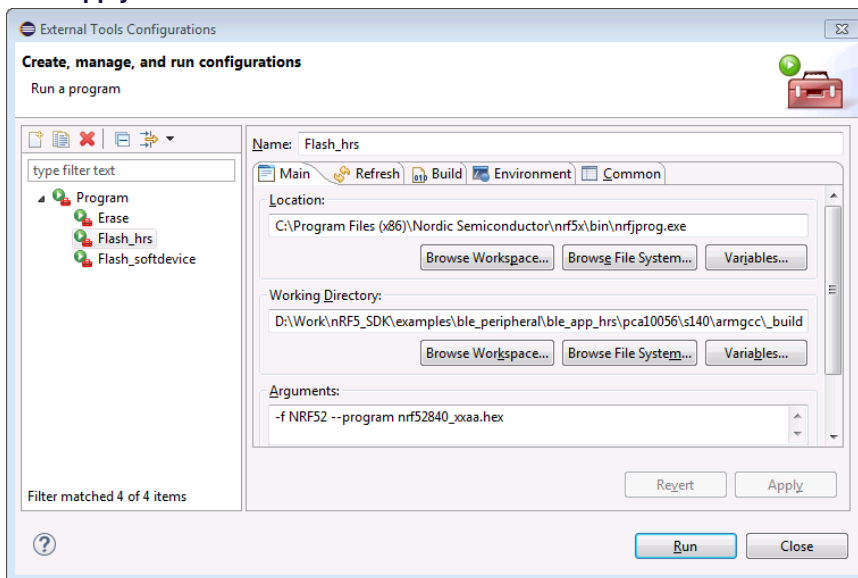 External Tools Configurations
Create, manage, and run configurations
Run a program
type filter text
Program
Erase
Flash_hrs
Flash_softdevice
Filter matched 4 of 4 items
Name: Flash_hrs
Main Refresh Build Environment Common
Location:
C:\Program Files (x86)\Nordic Semiconductor\nrf5x\bin\nrfjprog.exe
Browse Workspace... Browse File System... Variables...
Working Directory:
D:\Work\nRF5_SDK\examples\ble_peripheral\ble_app_hrs\pca10056\s140\armgcc\_build
Browse Workspace... Browse File System... Variables...
Arguments:
-f NRF52 --program nrf52840_xxaa.hex
Revert Apply
Run Close